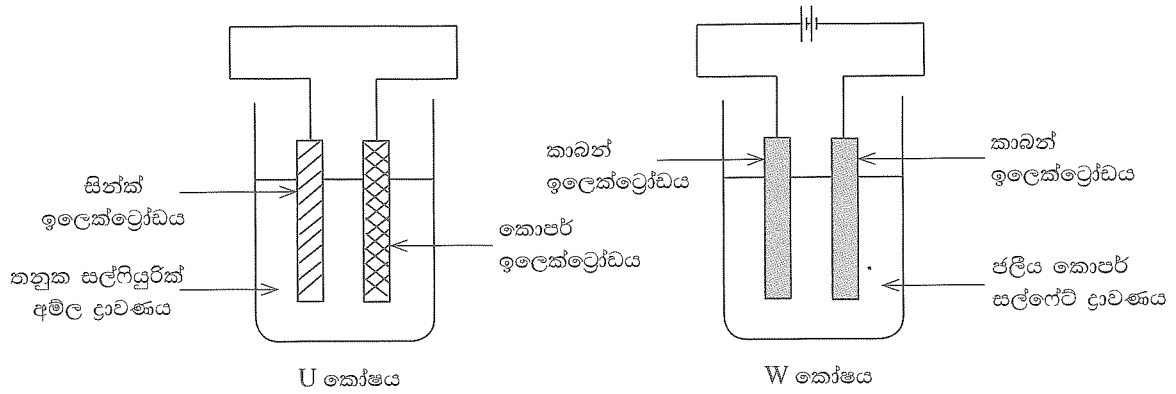 සින්ක්
ඉලෙක්ට්‍රෝඩය
තනුක සල්ෆියුරික්
අම්ල ද්‍රාවණය
කොපර්
ඉලෙක්ට්‍රෝඩය
U කෝෂය
කාබන්
ඉලෙක්ට්‍රෝඩය
කාබන්
ඉලෙක්ට්‍රෝඩය
ජලීය කොපර්
සල්ෆේට් ද්‍රාවණය
W කෝෂය